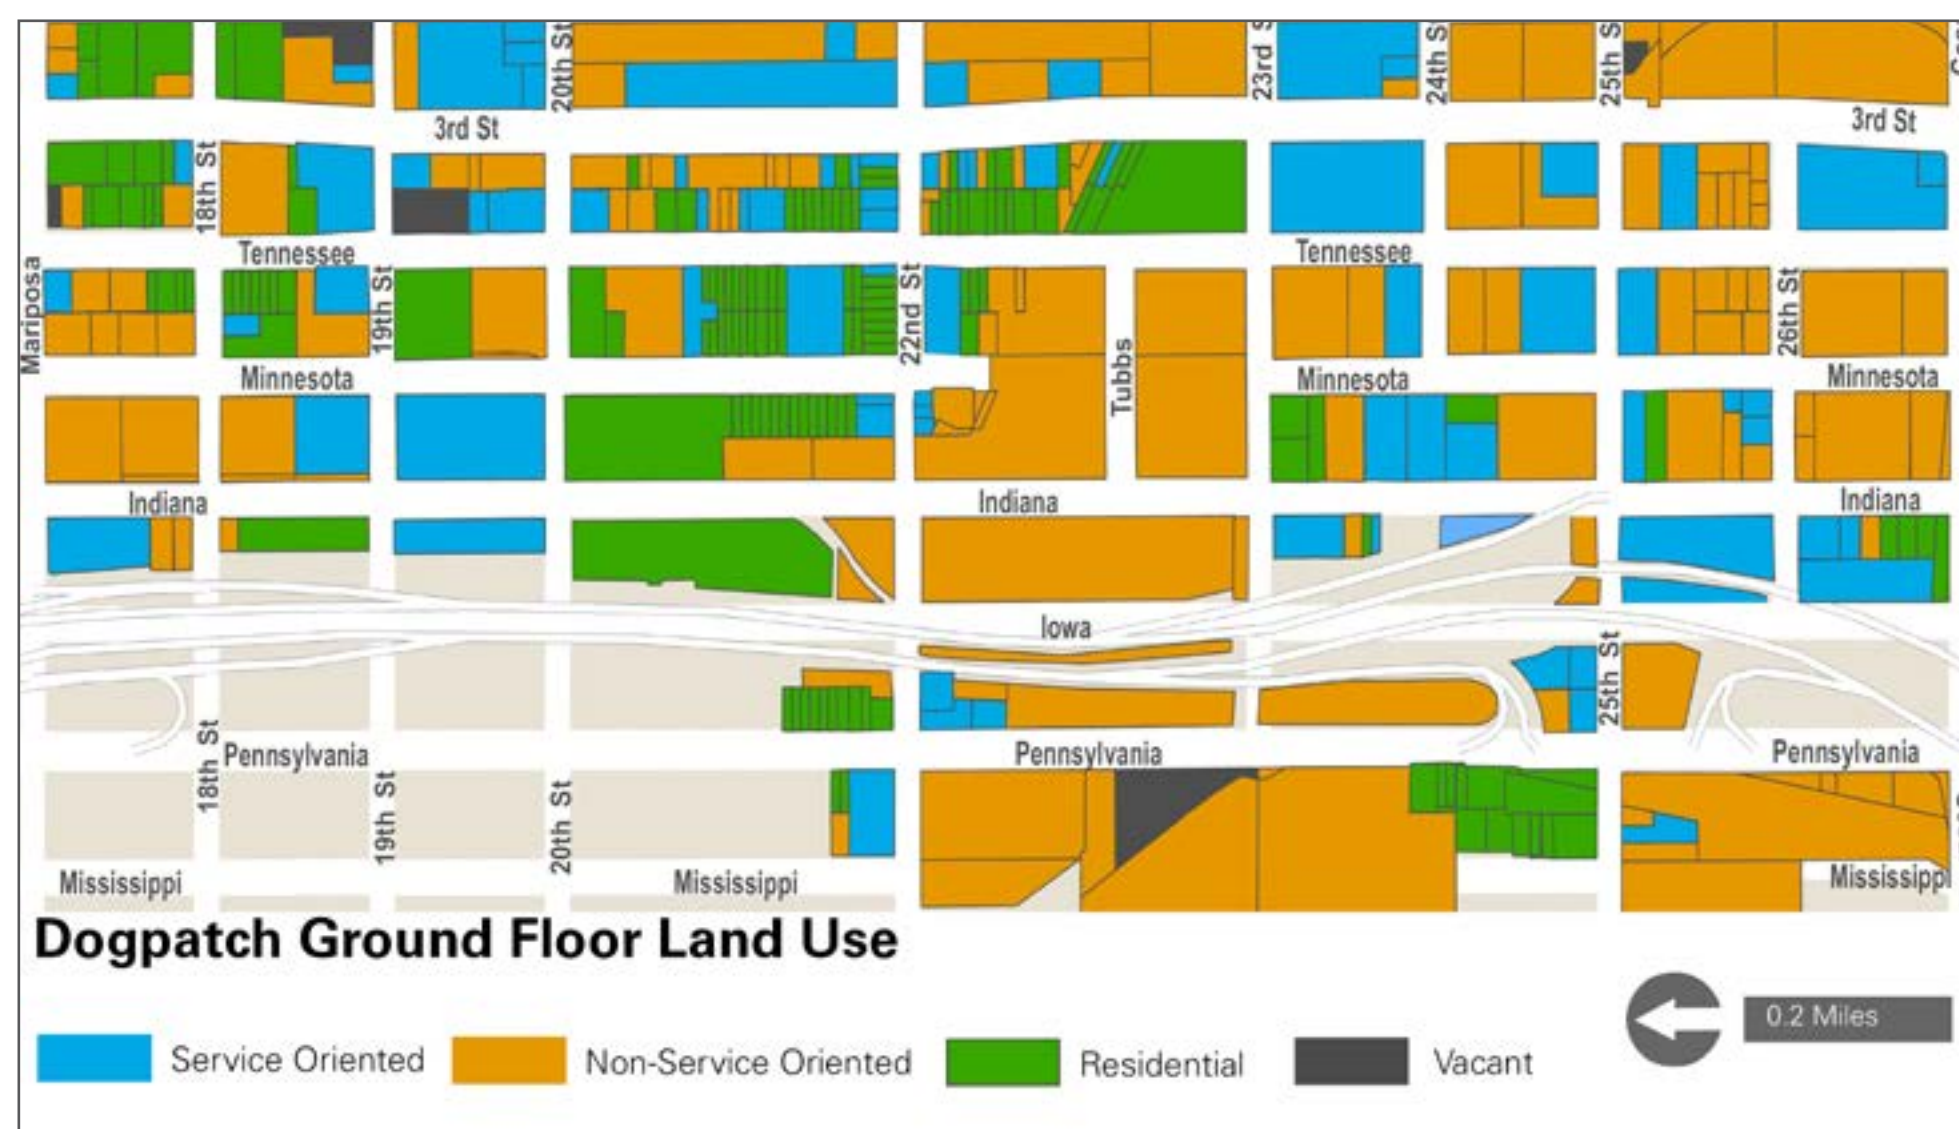 20th St
24th S
25th S
3rd St
3rd St
18th St
Tennessee
Tennessee
Mariposa
19th St
22nd St
26th St
Minnesota
Tubbs
Minnesota
Minnesota
Indiana
Indiana
Indiana
Iowa
25th St
18th St
Pennsylvania
Pennsylvania
Pennsylvania
19th St
20th St
Mississippi
Mississippi
Mississippi
Dogpatch Ground Floor Land Use
0.2 Miles
Service Oriented
Non-Service Oriented
Residential
Vacant
23rd S